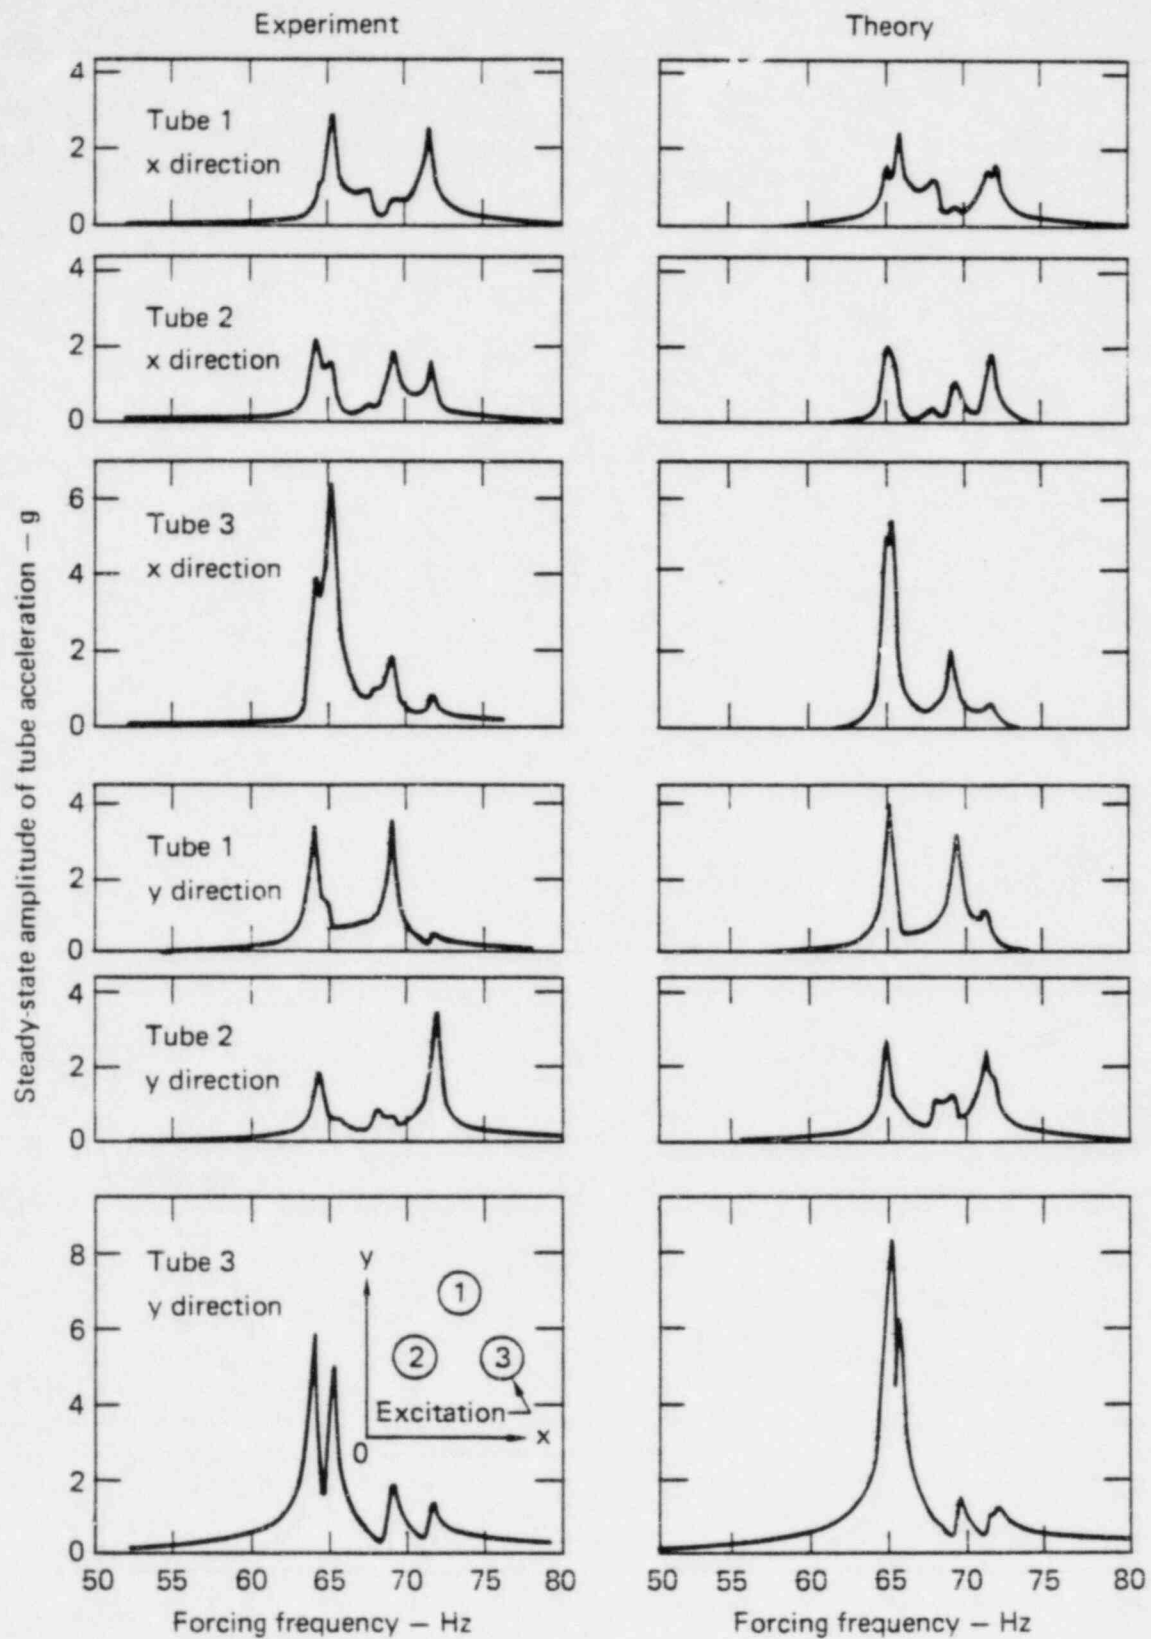 Experiment
Theory
Steady-state amplitude of tube acceleration — g
4
2
0
Tube 1
x direction
4
2
0
Tube 2
x direction
6
4
2
0
Tube 3
x direction
4
2
0
Tube 1
y direction
4
2
0
Tube 2
y direction
8
6
4
2
0
Tube 3
y direction
y
1
2
3
Excitation
0
x
50 55 60 65 70 75 80
50 55 60 65 70 75 80
Forcing frequency — Hz
Forcing frequency — Hz